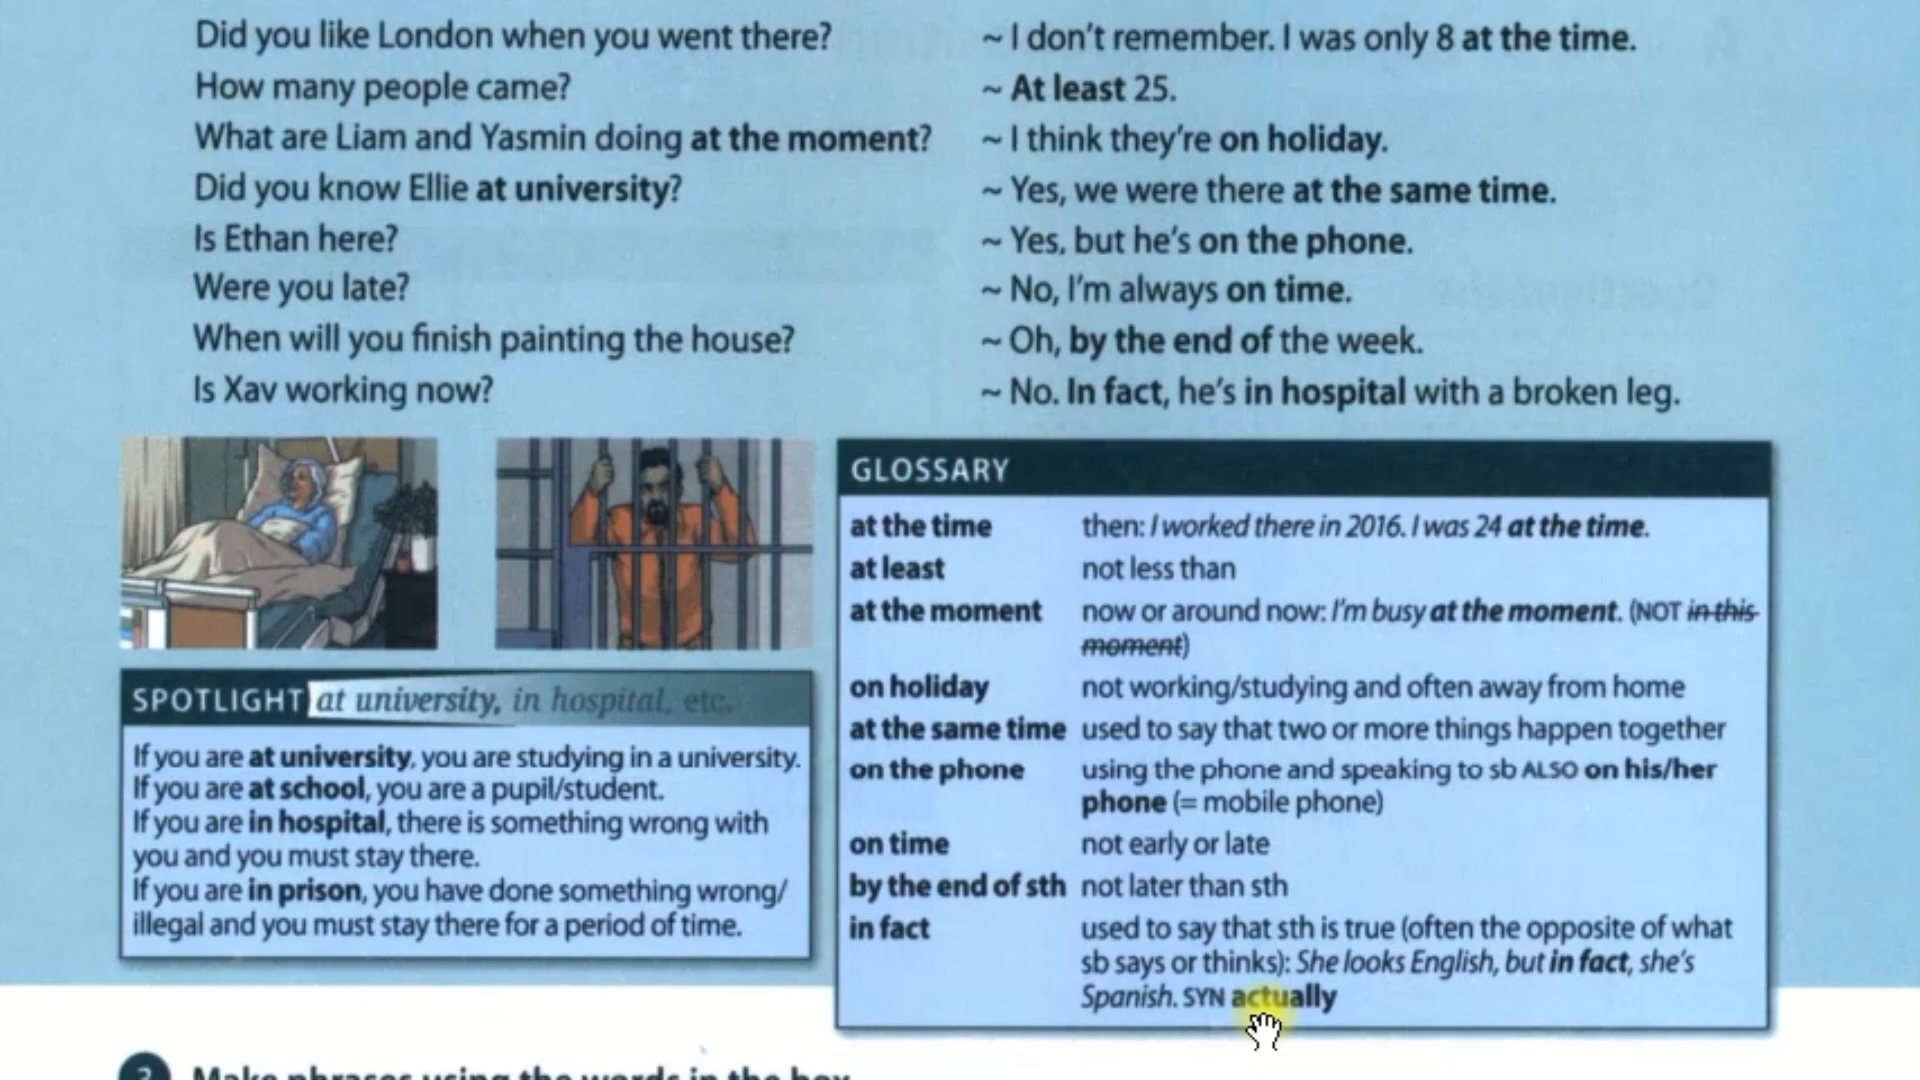 Did you like London when you went there? ~ I don't remember. I was only 8 at the time.
How many people came? ~ At least 25.
What are Liam and Yasmin doing at the moment? ~ I think they're on holiday.
Did you know Ellie at university? ~ Yes, we were there at the same time.
Is Ethan here? ~ Yes, but he's on the phone.
Were you late? ~ No, I'm always on time.
When will you finish painting the house? ~ Oh, by the end of the week.
Is Xav working now? ~ No. In fact, he's in hospital with a broken leg.
SPOTLIGHT at university, in hospital, etc.
If you are at university, you are studying in a university.
If you are at school, you are a pupil/student.
If you are in hospital, there is something wrong with
you and you must stay there.
If you are in prison, you have done something wrong/
illegal and you must stay there for a period of time.
GLOSSARY
at the time then: I worked there in 2016. I was 24 at the time.
at least not less than
at the moment now or around now: I'm busy at the moment. (NOT in this
moment)
on holiday not working/studying and often away from home
at the same time used to say that two or more things happen together
on the phone using the phone and speaking to sb ALSO on his/her
phone (= mobile phone)
on time not early or late
by the end of sth not later than sth
in fact used to say that sth is true (often the opposite of what
sb says or thinks): She looks English, but in fact, she's
Spanish. SYN actually
Make phrases using the words in the box